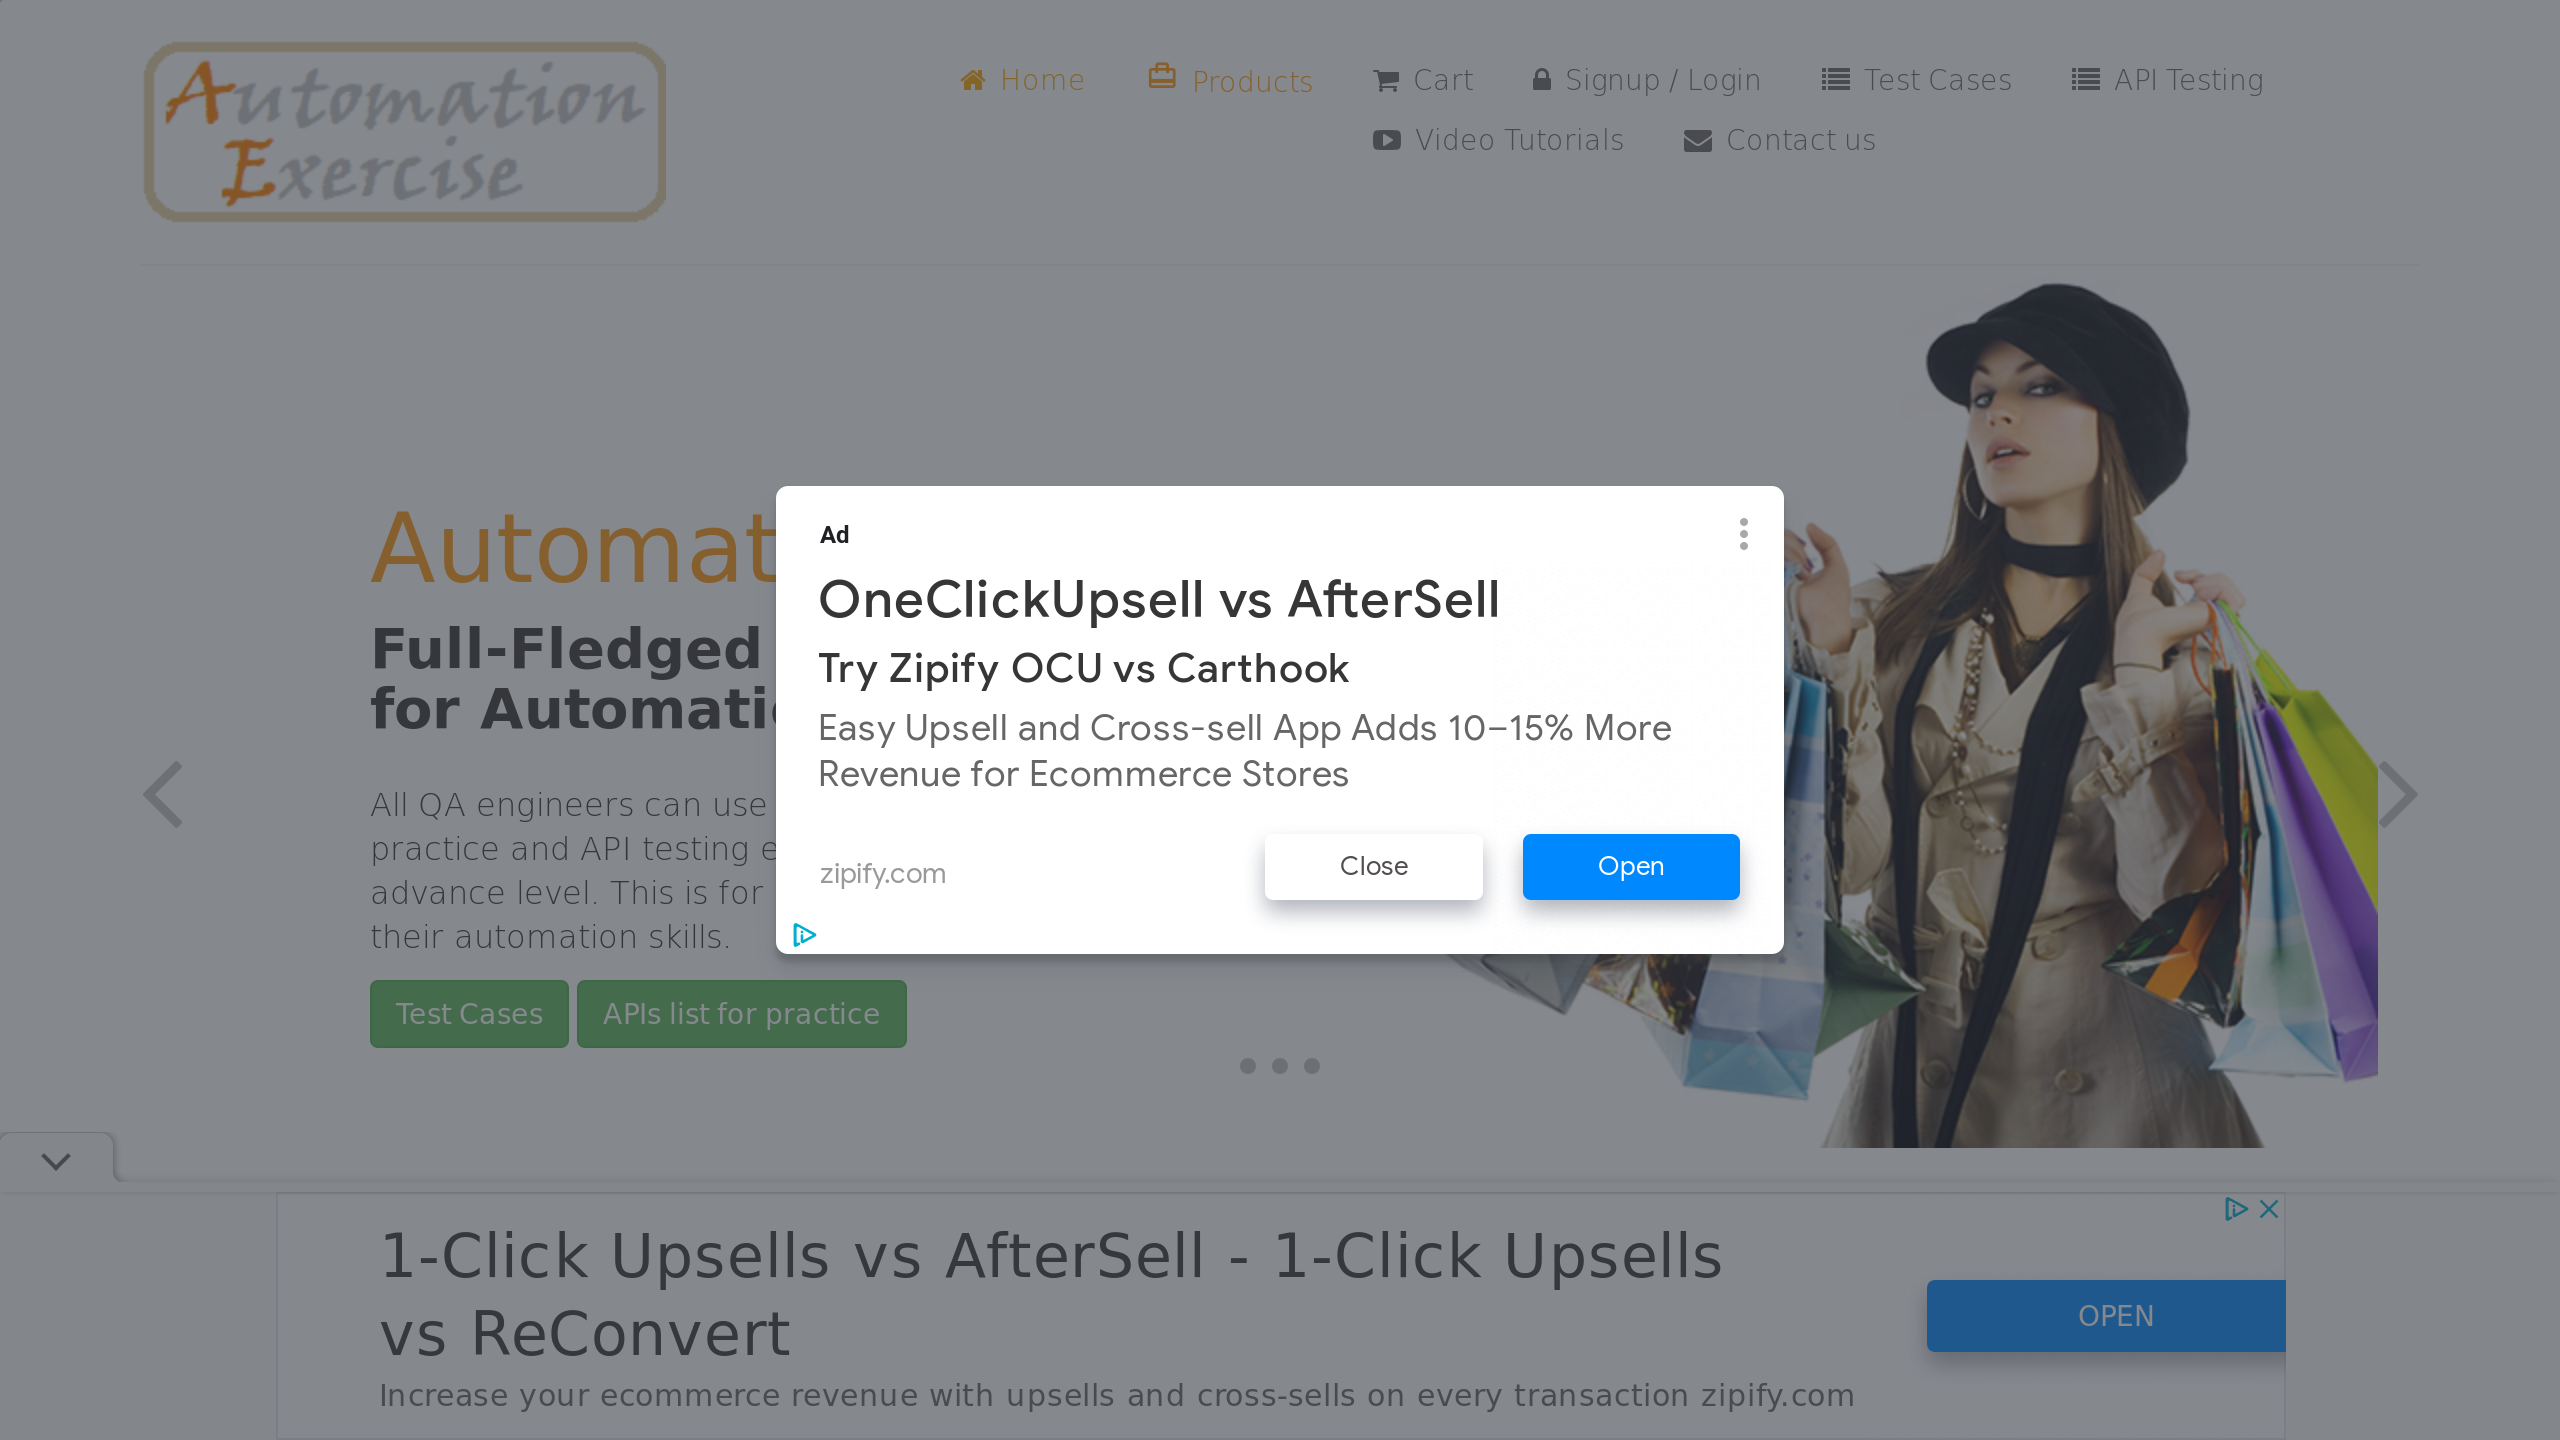 Automation
Exercise
Home
Products
Cart
Signup / Login
Test Cases
API Testing
Video Tutorials
Contact us
Automat
Full-Fledged
for Automati
All QA engineers can use
practice and API testing e
advance level. This is for
their automation skills.
Test Cases
APIs list for practice
Ad
OneClickUpsell vs AfterSell
Try Zipify OCU vs Carthook
Easy Upsell and Cross-sell App Adds 10–15% More
Revenue for Ecommerce Stores
zipify.com
Close
Open
1-Click Upsells vs AfterSell - 1-Click Upsells
vs ReConvert
Increase your ecommerce revenue with upsells and cross-sells on every transaction zipify.com
OPEN